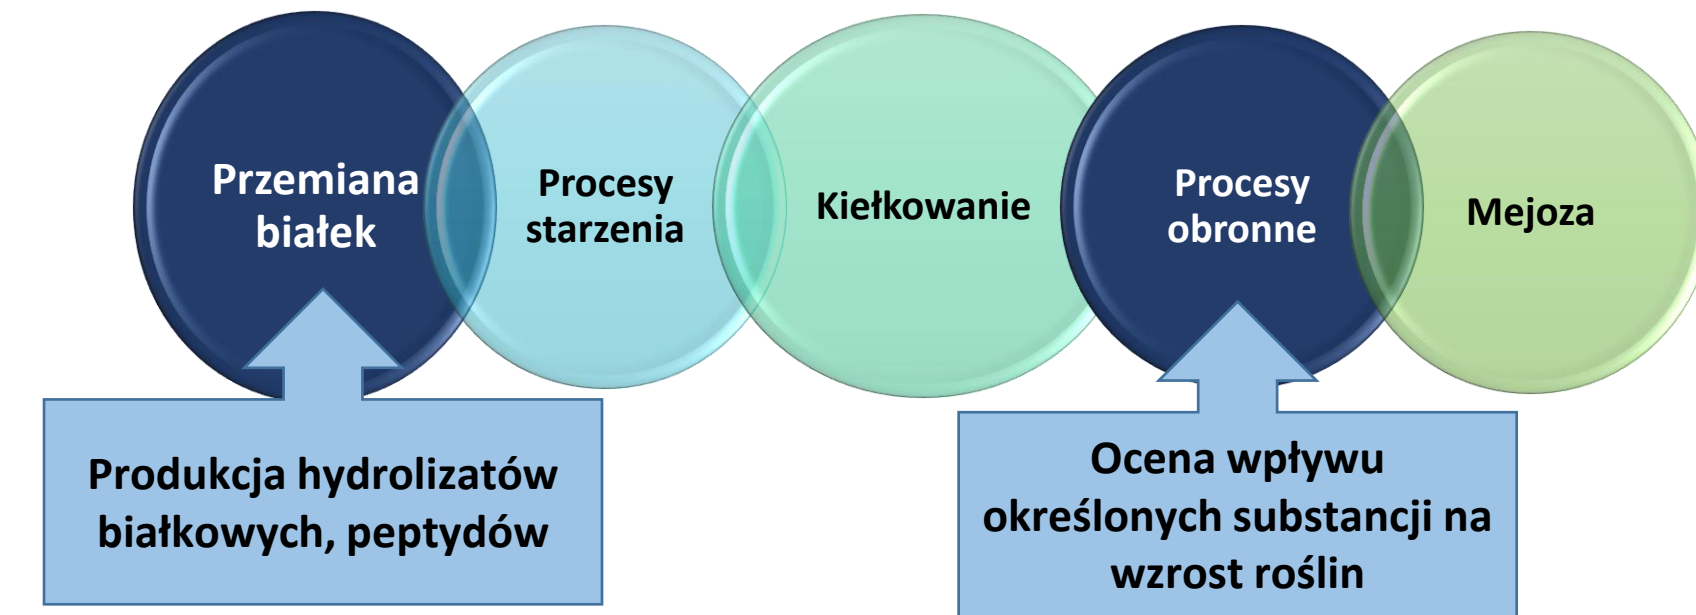 Przemiana
białek
Procesy
starzenia
Kiełkowanie
Procesy
obronne
Mejoza
Produkcja hydrolizatów
białkowych, peptydów
Ocena wpływu
określonych substancji na
wzrost roślin